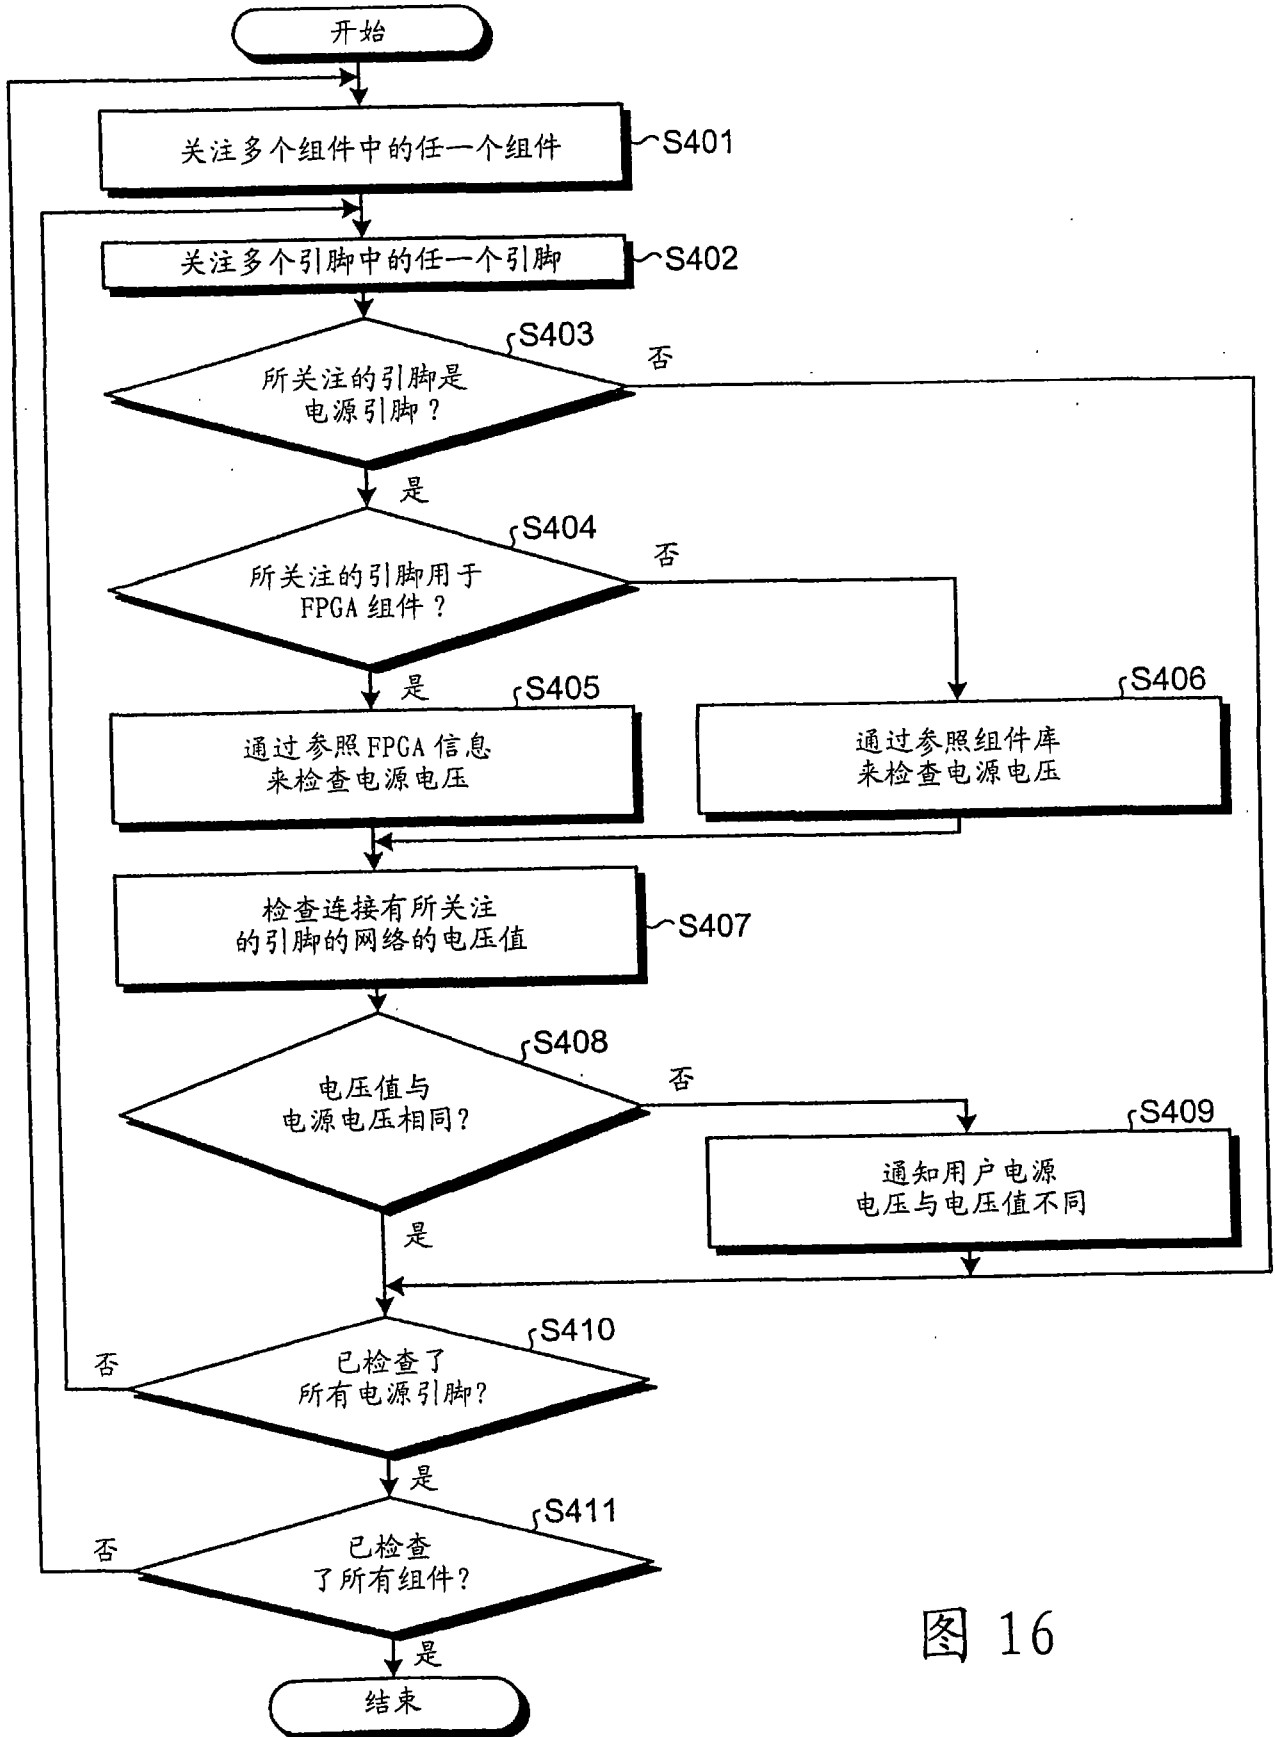 开始
关注多个组件中的任一个组件
S401
关注多个引脚中的任一个引脚
S402
S403
所关注的引脚是
电源引脚？
否
是
S404
所关注的引脚用于
FPGA 组件？
否
是
S405
通过参照FPGA 信息
来检查电源电压
S406
通过参照组件库
来检查电源电压
检查连接有所关注
的引脚的网络的电压值
S407
S408
电压值与
电源电压相同？
否
是
S409
通知用户电源
电压与电压值不同
S410
已检查了
所有电源引脚？
否
是
S411
已检查
了所有组件？
否
是
结束
图 16